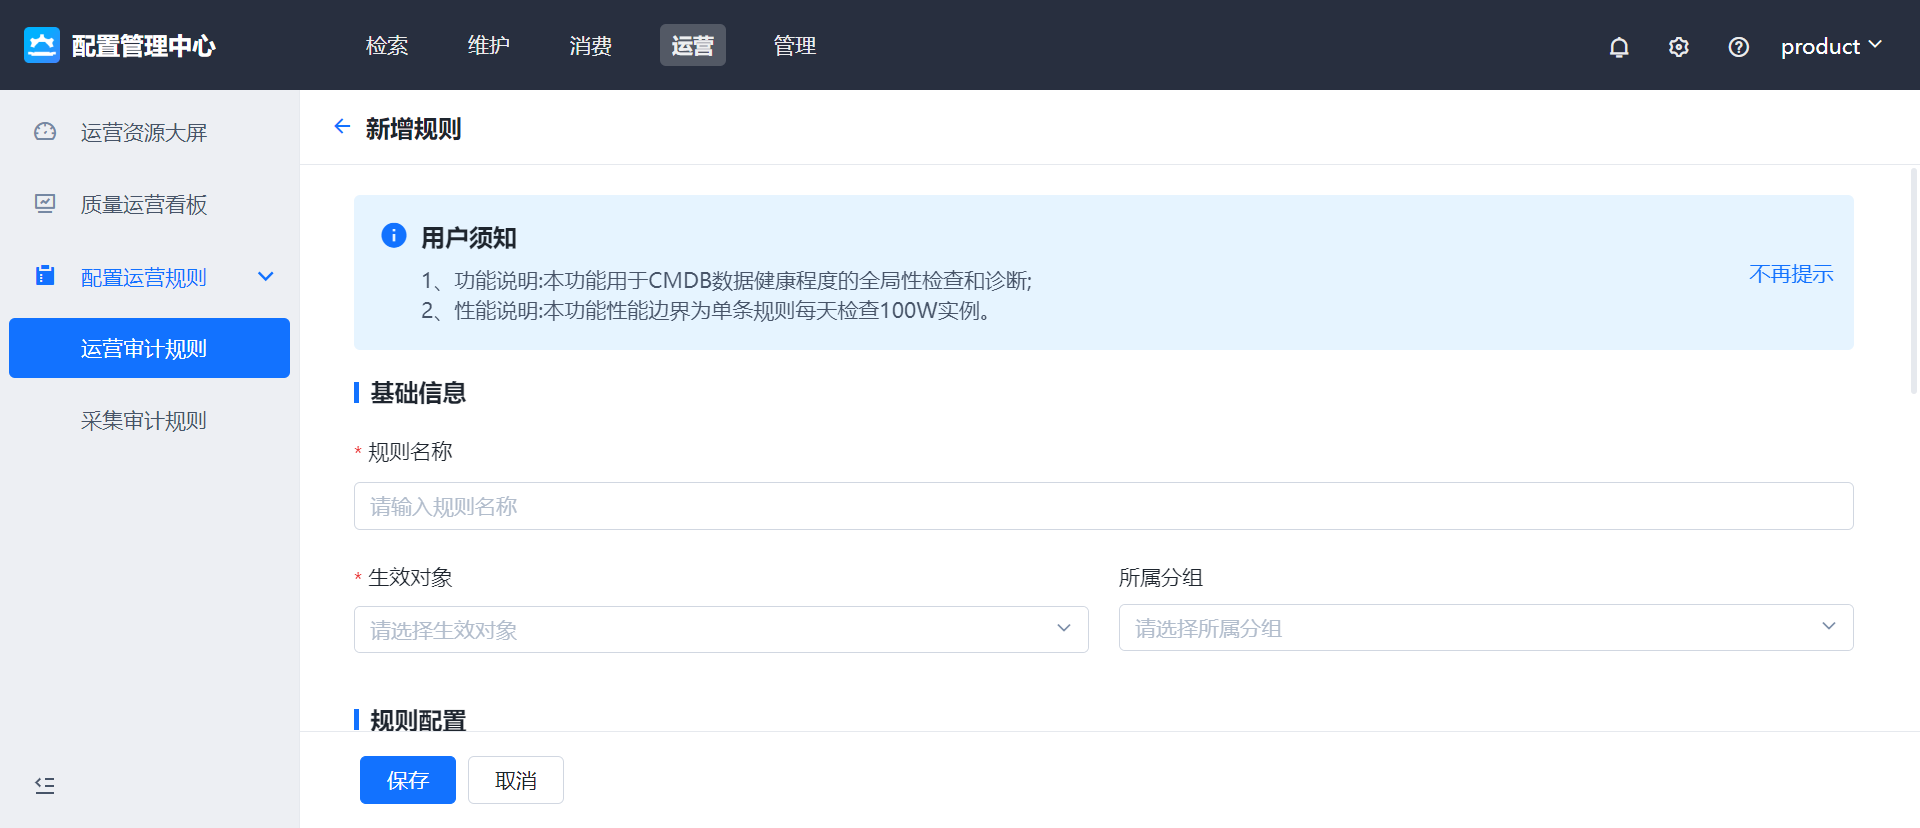 配置管理中心
检索
维护
消费
运营
管理
product
运营资源大屏
质量运营看板
配置运营规则
运营审计规则
采集审计规则
新增规则
用户须知
1、功能说明:本功能用于CMDB数据健康程度的全局性检查和诊断;
2、性能说明:本功能性能边界为单条规则每天检查100W实例。
不再提示
基础信息
* 规则名称
请输入规则名称
* 生效对象
所属分组
请选择生效对象
请选择所属分组
规则配置
保存
取消